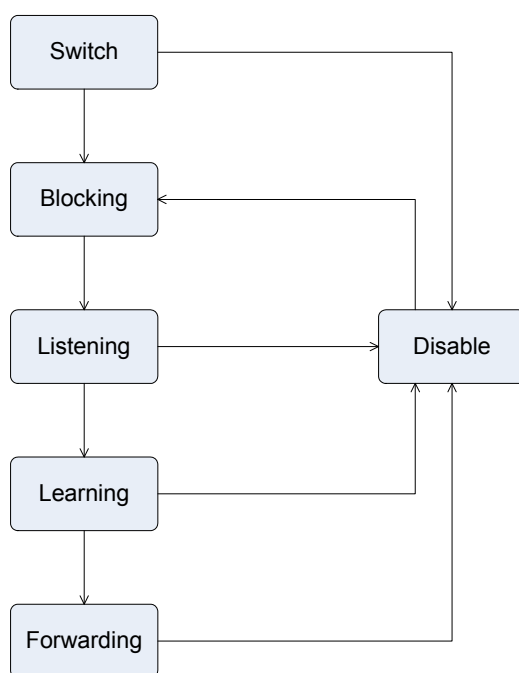 Switch
Blocking
Listening
Disable
Learning
Forwarding